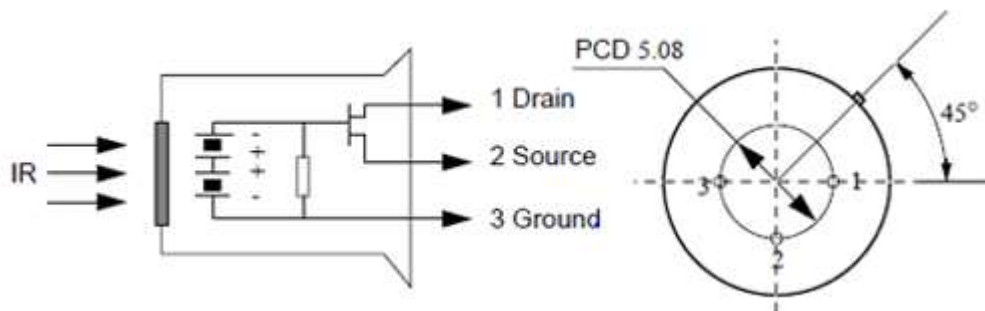 IR
-
+
+
-
1 Drain
2 Source
3 Ground
PCD 5.08
45°
3
1
2